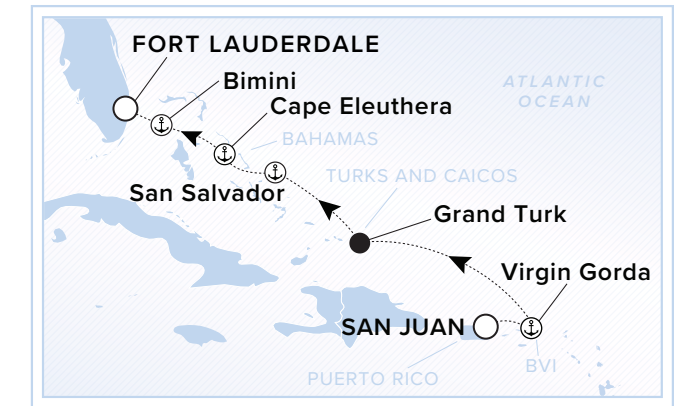 FORT LAUDERDALE
Bimini
ATLANTIC
OCEAN
Cape Eleuthera
BAHAMAS
TURKS AND CAICOS
San Salvador
Grand Turk
Virgin Gorda
SAN JUAN
BVI
PUERTO RICO